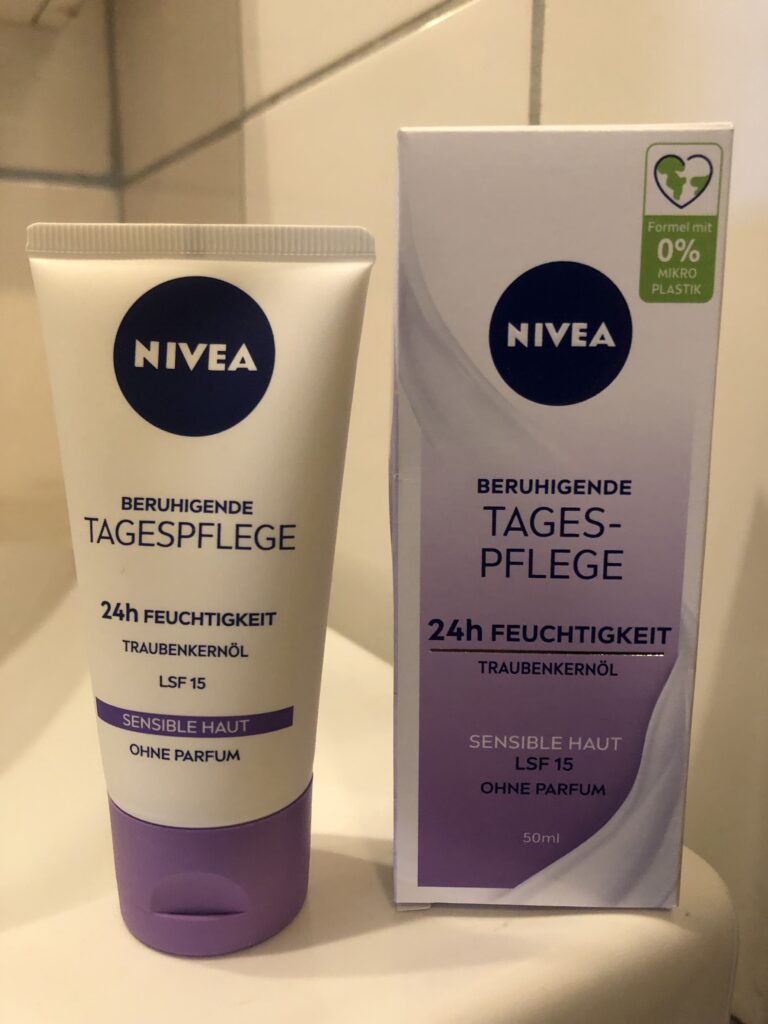 NIVEA
BERUHIGENDE
TAGESPFLEGE
24h FEUCHTIGKEIT
TRAUBENKERNÖL
LSF 15
SENSIBLE HAUT
OHNE PARFUM
Formel mit
0%
MIKRO
PLASTIK
NIVEA
BERUHIGENDE
TAGES-
PFLEGE
24h FEUCHTIGKEIT
TRAUBENKERNÖL
SENSIBLE HAUT
LSF 15
OHNE PARFUM
50ml